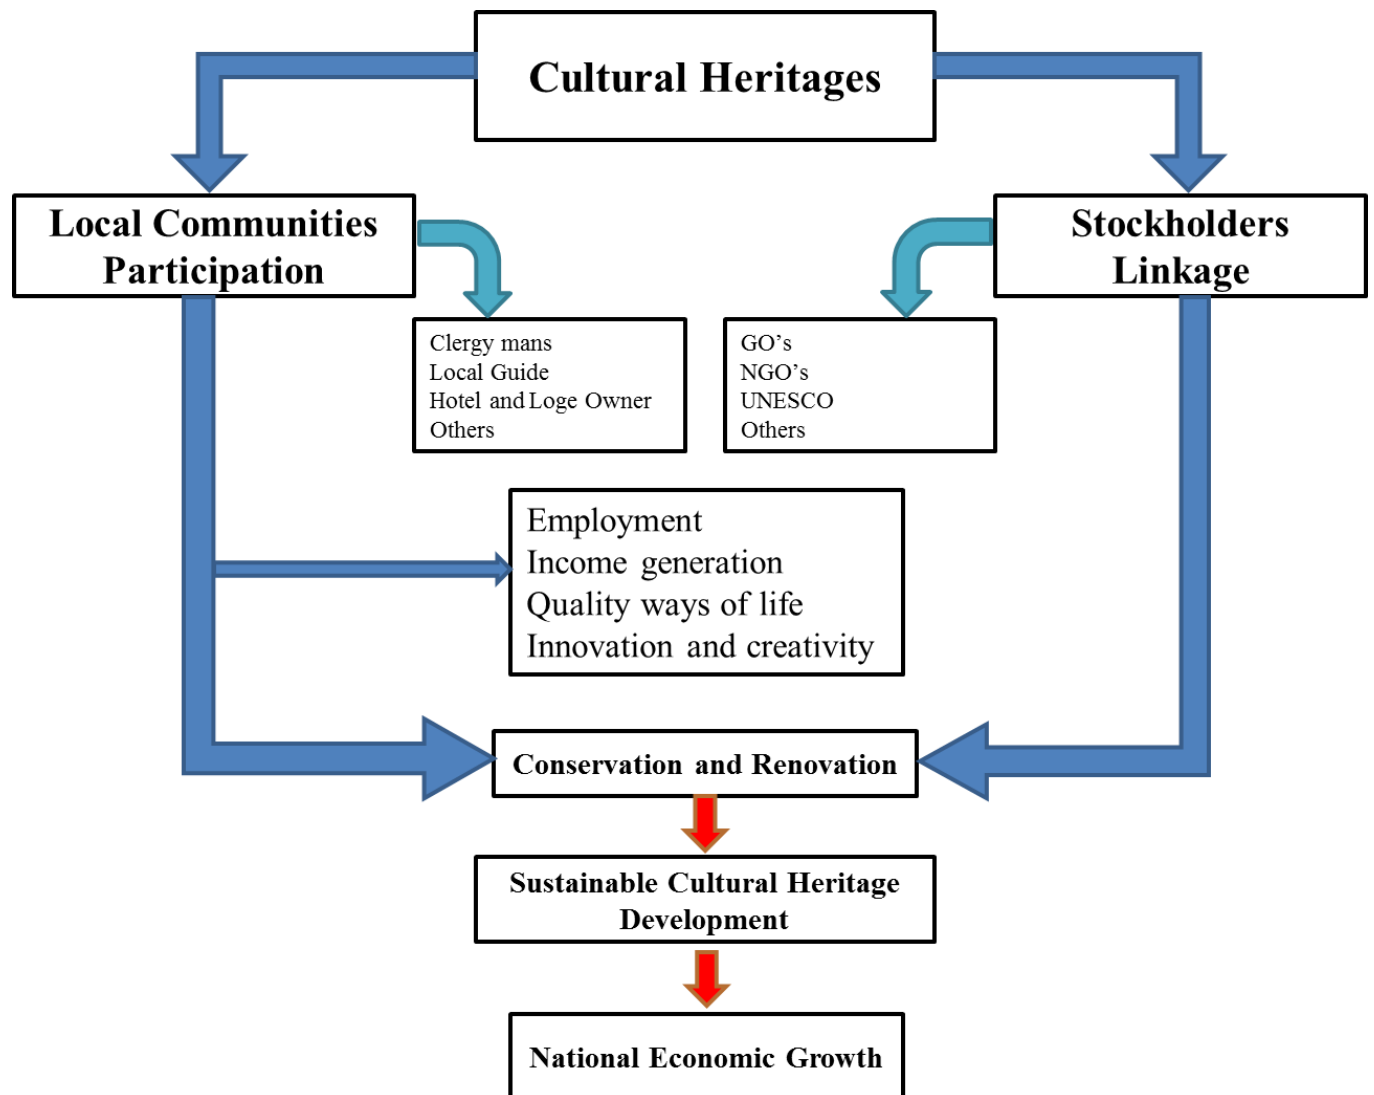 Cultural Heritages
Local Communities
Participation
Stockholders
Linkage
Clergy mans
Local Guide
Hotel and Loge Owner
Others
GO’s
NGO’s
UNESCO
Others
Employment
Income generation
Quality ways of life
Innovation and creativity
Conservation and Renovation
Sustainable Cultural Heritage
Development
National Economic Growth